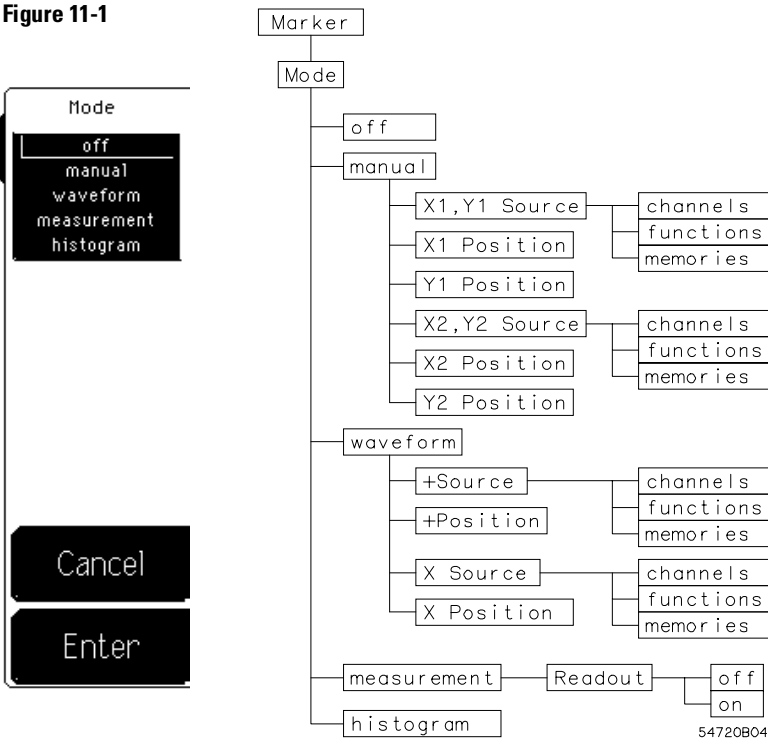 Figure 11-1
Mode
off
manual
waveform
measurement
histogram
Cancel
Enter
Marker
Mode
off
manual
X1,Y1 Source
channels
functions
memories
X1 Position
Y1 Position
X2,Y2 Source
channels
functions
memories
X2 Position
Y2 Position
waveform
+Source
channels
functions
memories
+Position
X Source
channels
functions
memories
X Position
measurement
Readout
off
on
histogram
54720B04